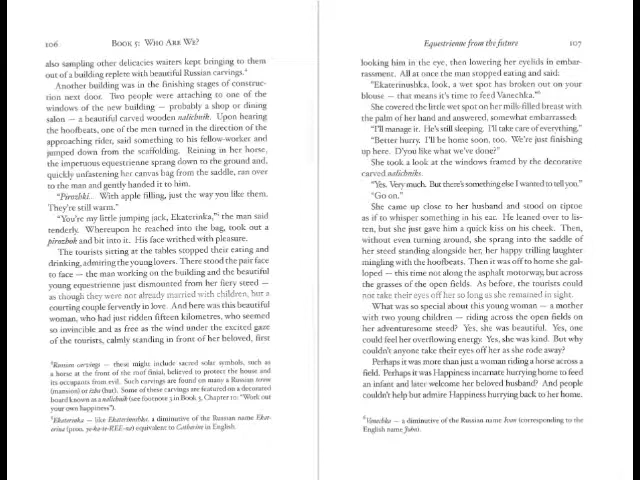 106 BOOK 5: WHO ARE WE?
also sampling other delicacies waiters kept bringing to them
out of a building replete with beautiful Russian carvings.⁴
Another building was in the finishing stages of construc-
tion next door. Two people were attaching to one of the
windows of the new building — probably a shop or dining
salon — a beautiful carved wooden nalichnik. Upon hearing
the hoofbeats, one of the men turned in the direction of the
approaching rider, said something to his fellow-worker and
jumped down from the scaffolding. Reining in her horse,
the impetuous equestrienne sprang down to the ground and,
quickly unfastening her canvas bag from the saddle, ran over
to the man and gently handed it to him.
"Pirozhki... With apple filling, just the way you like them.
They're still warm."
"You're my little jumping jack, Ekaterinka,"⁵ the man said
tenderly. Whereupon he reached into the bag, took out a
pirozhok and bit into it. His face writhed with pleasure.
The tourists sitting at the tables stopped their eating and
drinking, admiring the young lovers. There stood the pair face
to face — the man working on the building and the beautiful
young equestrienne just dismounted from her fiery steed —
as though they were not already married with children, but a
courting couple fervently in love. And here was this beautiful
woman, who had just ridden fifteen kilometres, who seemed
so invincible and as free as the wind under the excited gaze
of the tourists, calmly standing in front of her beloved, first
⁴Russian carvings — these might include sacred solar symbols, such as
a horse at the front of the roof finial, believed to protect the house and
its occupants from evil. Such carvings are found on many a Russian terem
(mansion) or izba (hut). Some of these carvings are featured on a decorated
board known as a nalichnik (see footnote 3 in Book 3, Chapter 10: "Work out
your own happiness").
⁵Ekaterinka — like Ekaterinushka, a diminutive of the Russian name Ekat-
erina (pron. ye-ka-te-REE-na) equivalent to Catharine in English.
Equestrienne from the future 107
looking him in the eye, then lowering her eyelids in embar-
rassment. All at once the man stopped eating and said:
"Ekaterinushka, look, a wet spot has broken out on your
blouse — that means it's time to feed Vanechka."⁶
She covered the little wet spot on her milk-filled breast with
the palm of her hand and answered, somewhat embarrassed:
"I'll manage it. He's still sleeping. I'll take care of everything."
"Better hurry. I'll be home soon, too. We're just finishing
up here. D'you like what we've done?"
She took a look at the windows framed by the decorative
carved nalichniks.
"Yes. Very much. But there's something else I wanted to tell you."
"Go on."
She came up close to her husband and stood on tiptoe
as if to whisper something in his ear. He leaned over to lis-
ten, but she just gave him a quick kiss on his cheek. Then,
without even turning around, she sprang into the saddle of
her steed standing alongside her, her happy trilling laughter
mingling with the hoofbeats. Then it was off to home she gal-
loped — this time not along the asphalt motorway, but across
the grasses of the open fields. As before, the tourists could
not take their eyes off her so long as she remained in sight.
What was so special about this young woman — a mother
with two young children — riding across the open fields on
her adventuresome steed? Yes, she was beautiful. Yes, one
could feel her overflowing energy. Yes, she was kind. But why
couldn't anyone take their eyes off her as she rode away?
Perhaps it was more than just a woman riding a horse across a
field. Perhaps it was Happiness incarnate hurrying home to feed
an infant and later welcome her beloved husband? And people
couldn't help but admire Happiness hurrying back to her home.
⁶Vanechka — a diminutive of the Russian name Ivan (corresponding to the
English name John).